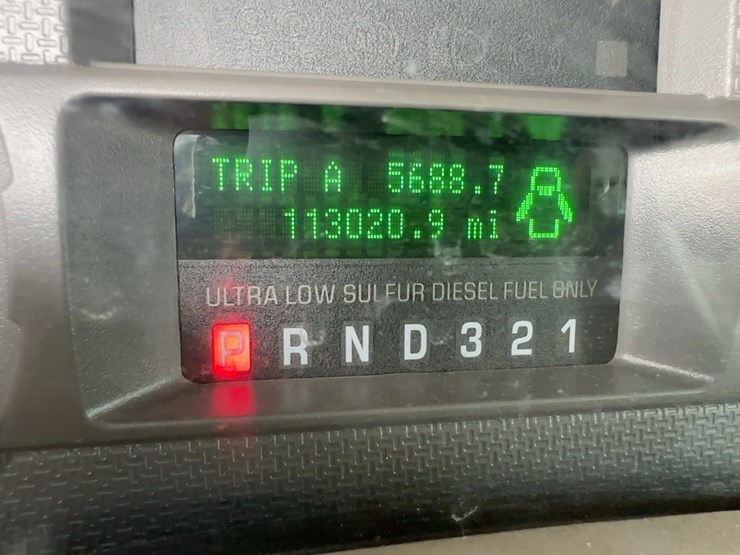 TRIP A 5688.7
113020.9 mi
ULTRA LOW SULFUR DIESEL FUEL ONLY
P R N D 3 2 1